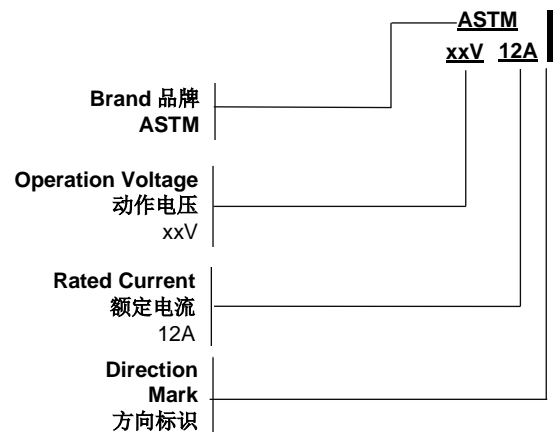 ASTM
xxV 12A
Brand 品牌
ASTM
Operation Voltage
动作电压
xxV
Rated Current
额定电流
12A
Direction
Mark
方向标识